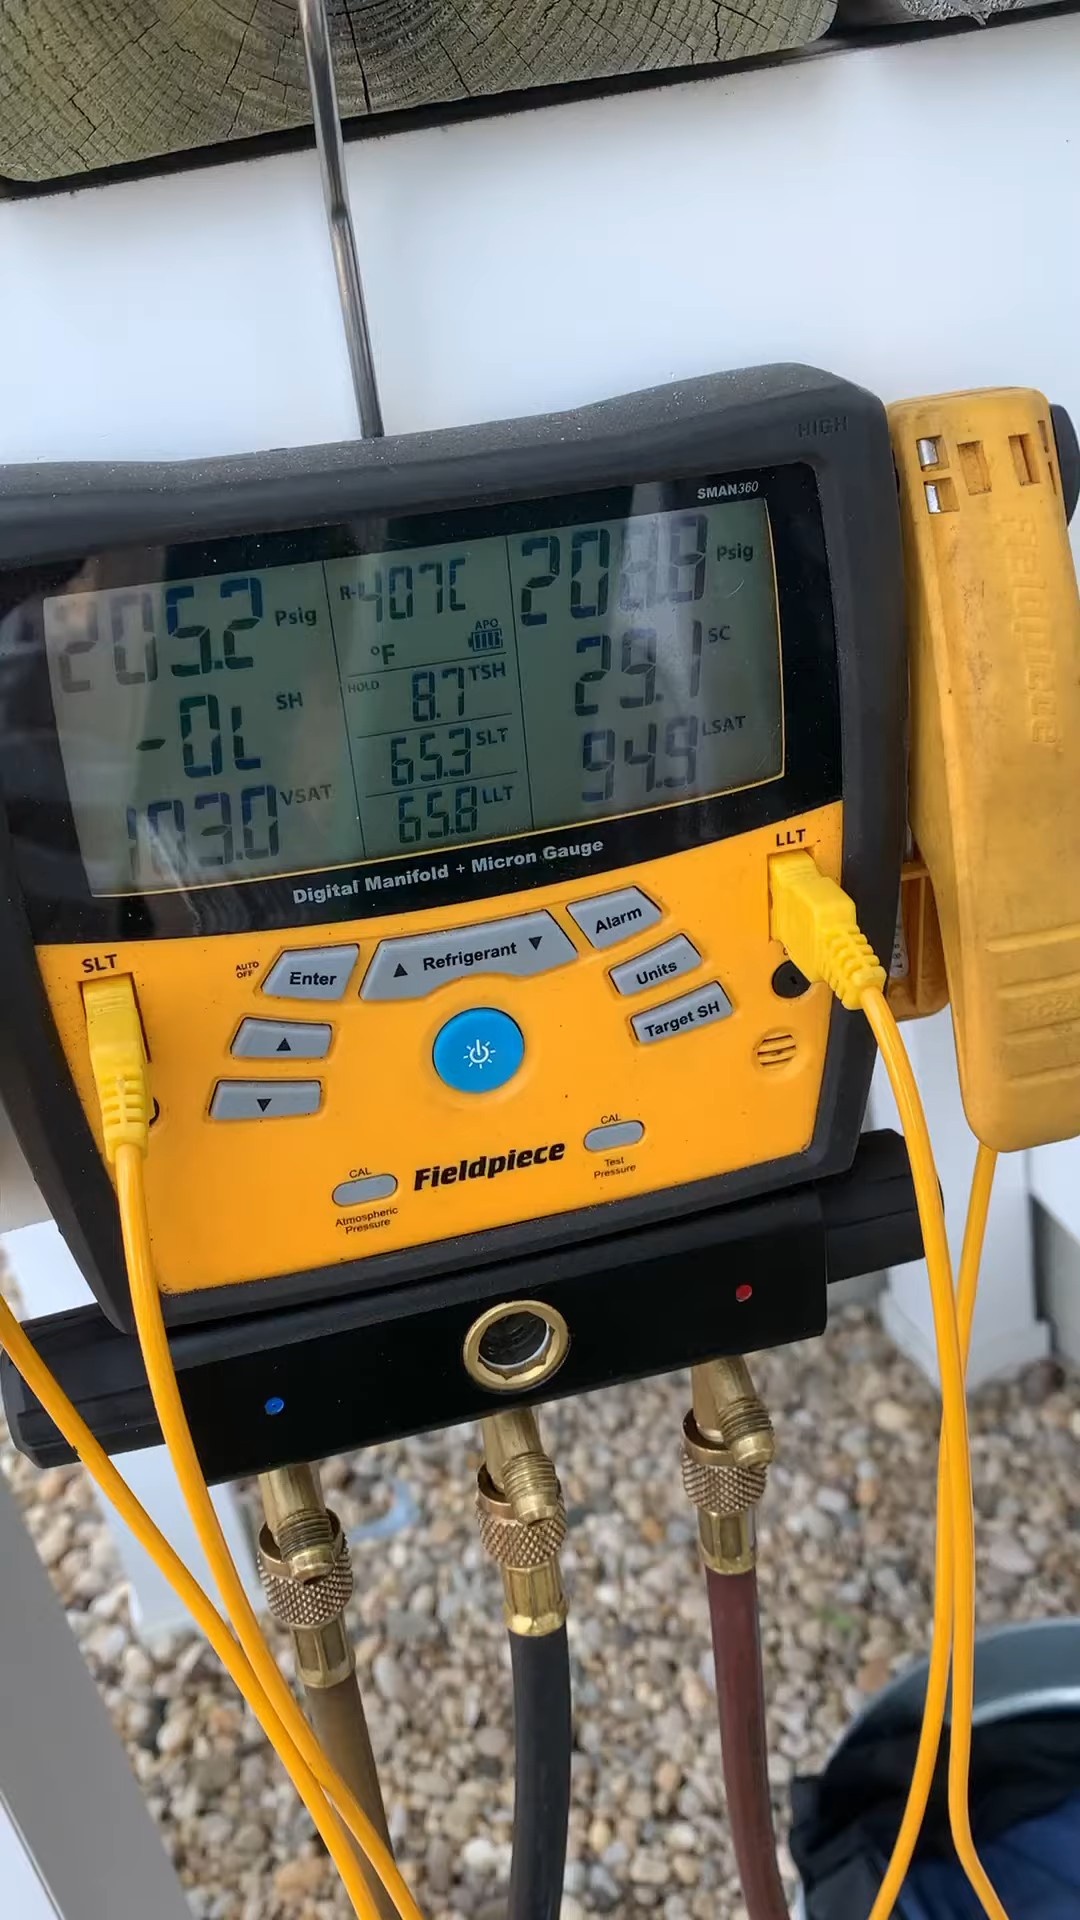 HIGH
SMAN360
205.2 Psig
-OL SH
103.0 VSAT
R-407C
APO
°F
HOLD 8.7 TSH
65.3 SLT
65.8 LLT
Psig
29.1 SC
94.9 LSAT
Digital Manifold + Micron Gauge
SLT
LLT
AUTO
OFF
Enter
▲ Refrigerant ▼
Alarm
Units
Target SH
▲
▼
CAL
Atmospheric
Pressure
Fieldpiece
CAL
Test
Pressure
Fieldpiece